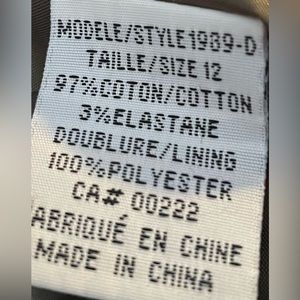 MODELE/STYLE1989-D
TAILLE/SIZE 12
97%COTON/COTTON
3%ELASTANE
DOUBLURE/LINING
100%POLYESTER
CA# 00222
FABRIQUÉ EN CHINE
MADE IN CHINA